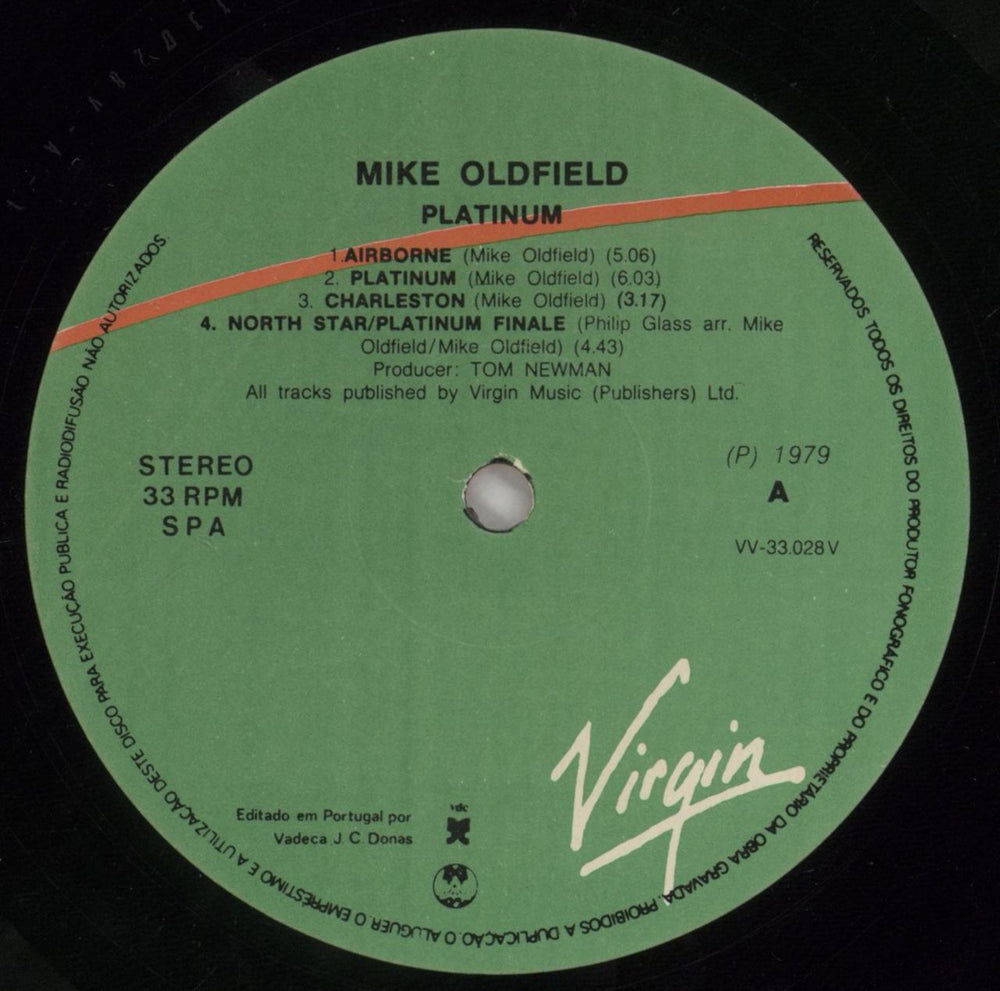 MIKE OLDFIELD
PLATINUM
1.AIRBORNE (Mike Oldfield) (5.06)
2. PLATINUM (Mike Oldfield) (6.03)
3. CHARLESTON (Mike Oldfield) (3.17)
4. NORTH STAR/PLATINUM FINALE (Philip Glass arr. Mike
Oldfield/Mike Oldfield) (4.43)
Producer: TOM NEWMAN
All tracks published by Virgin Music (Publishers) Ltd.
STEREO
33 RPM
SPA
(P) 1979
A
VV-33.028V
Virgin
Editado em Portugal por
Vadeca J. C. Donas
vdc
RESERVADOS TODOS OS DIREITOS DO PRODUTOR FONOGRAFICO E DO PROPRIETÁRIO DA OBRA GRAVADA. PROIBIDOS A DUPLICAÇÃO. O ALUGUER. O EMPRÉSTIMO E A UTILIZAÇÃO DESTE DISCO PARA EXECUÇÃO PUBLICA E RADIODIFUSÃO NÃO AUTORIZADOS.